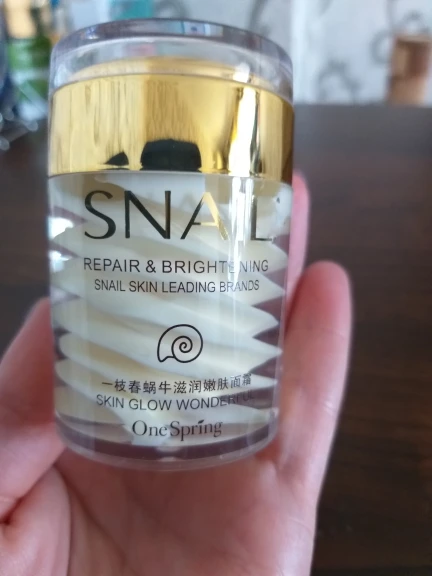 SNAIL
REPAIR & BRIGHTENING
SNAIL SKIN LEADING BRANDS
一枝春蜗牛滋润嫩肤面霜
SKIN GLOW WONDERFUL
OneSpring